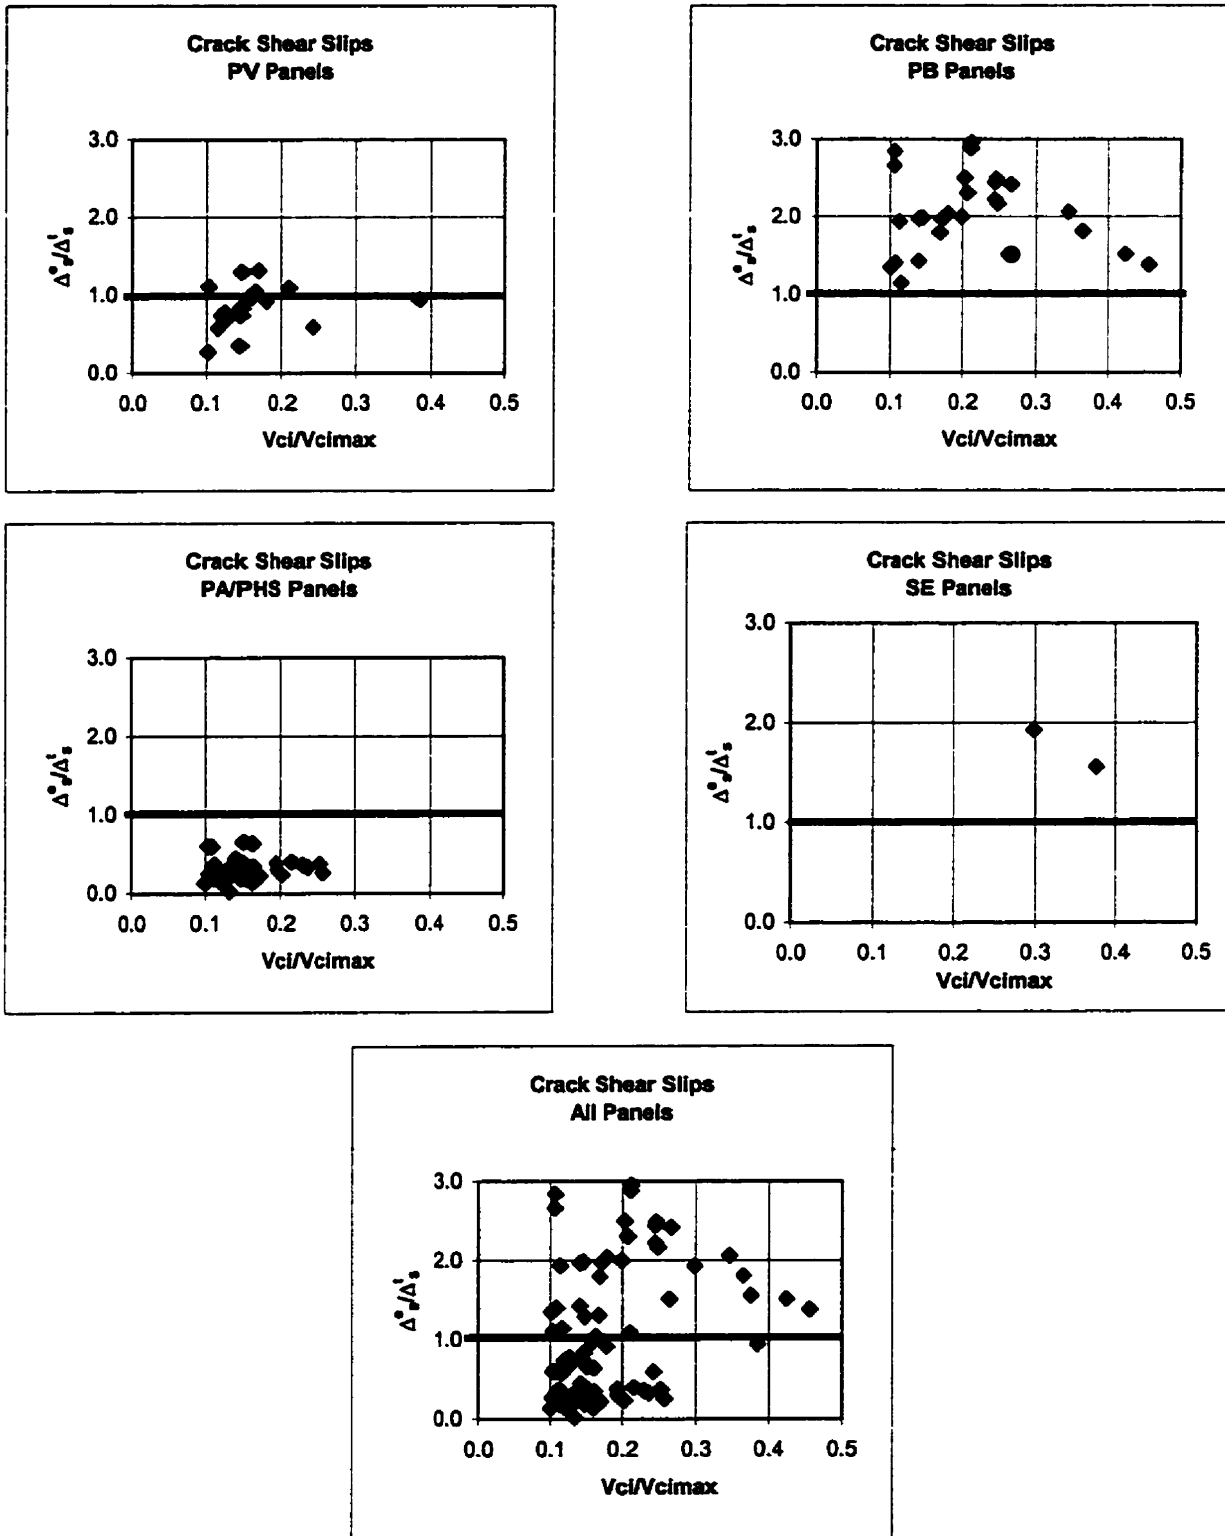 Crack Shear Slips
PV Panels
3.0
2.0
1.0
0.0
Δᵉₛ/Δᵗₛ
0.0 0.1 0.2 0.3 0.4 0.5
Vci/Vcimax
Crack Shear Slips
PB Panels
3.0
2.0
1.0
0.0
Δᵉₛ/Δᵗₛ
0.0 0.1 0.2 0.3 0.4 0.5
Vci/Vcimax
Crack Shear Slips
PA/PHS Panels
3.0
2.0
1.0
0.0
Δᵉₛ/Δᵗₛ
0.0 0.1 0.2 0.3 0.4 0.5
Vci/Vcimax
Crack Shear Slips
SE Panels
3.0
2.0
1.0
0.0
Δᵉₛ/Δᵗₛ
0.0 0.1 0.2 0.3 0.4 0.5
Vci/Vcimax
Crack Shear Slips
All Panels
3.0
2.0
1.0
0.0
Δᵉₛ/Δᵗₛ
0.0 0.1 0.2 0.3 0.4 0.5
Vci/Vcimax